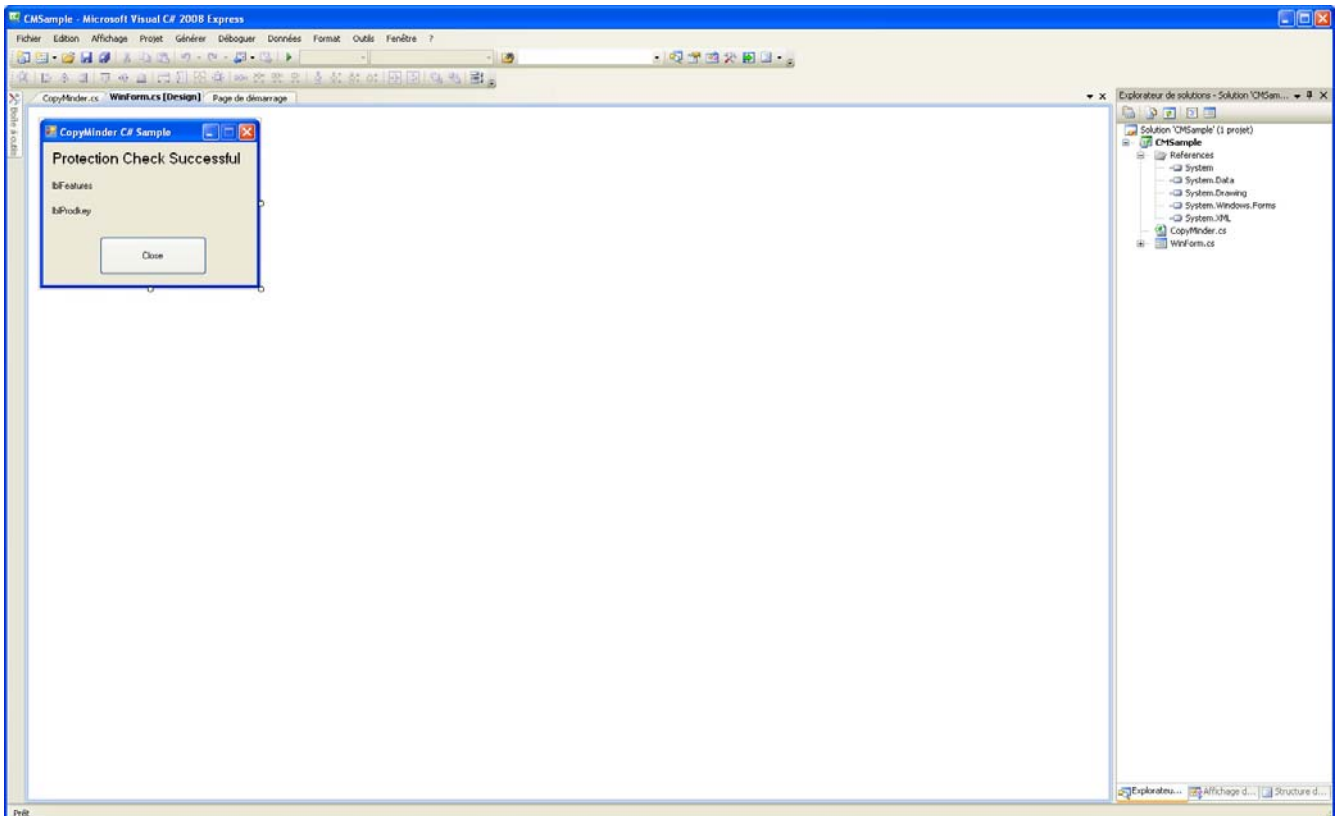 CMSample - Microsoft Visual C# 2008 Express
Fichier Edition Affichage Projet Générer Déboguer Données Format Outils Fenêtre ?
CopyMinder.cs WinForm.cs [Design] Page de démarrage
Boîte à outils
CopyMinder C# Sample
Protection Check Successful
lblFeatures
lblProdkey
Close
Explorateur de solutions - Solution 'CMSam...
Solution 'CMSample' (1 projet)
CMSample
References
System
System.Data
System.Drawing
System.Windows.Forms
System.XML
CopyMinder.cs
WinForm.cs
Explorateu... Affichage d... Structure d...
Prêt